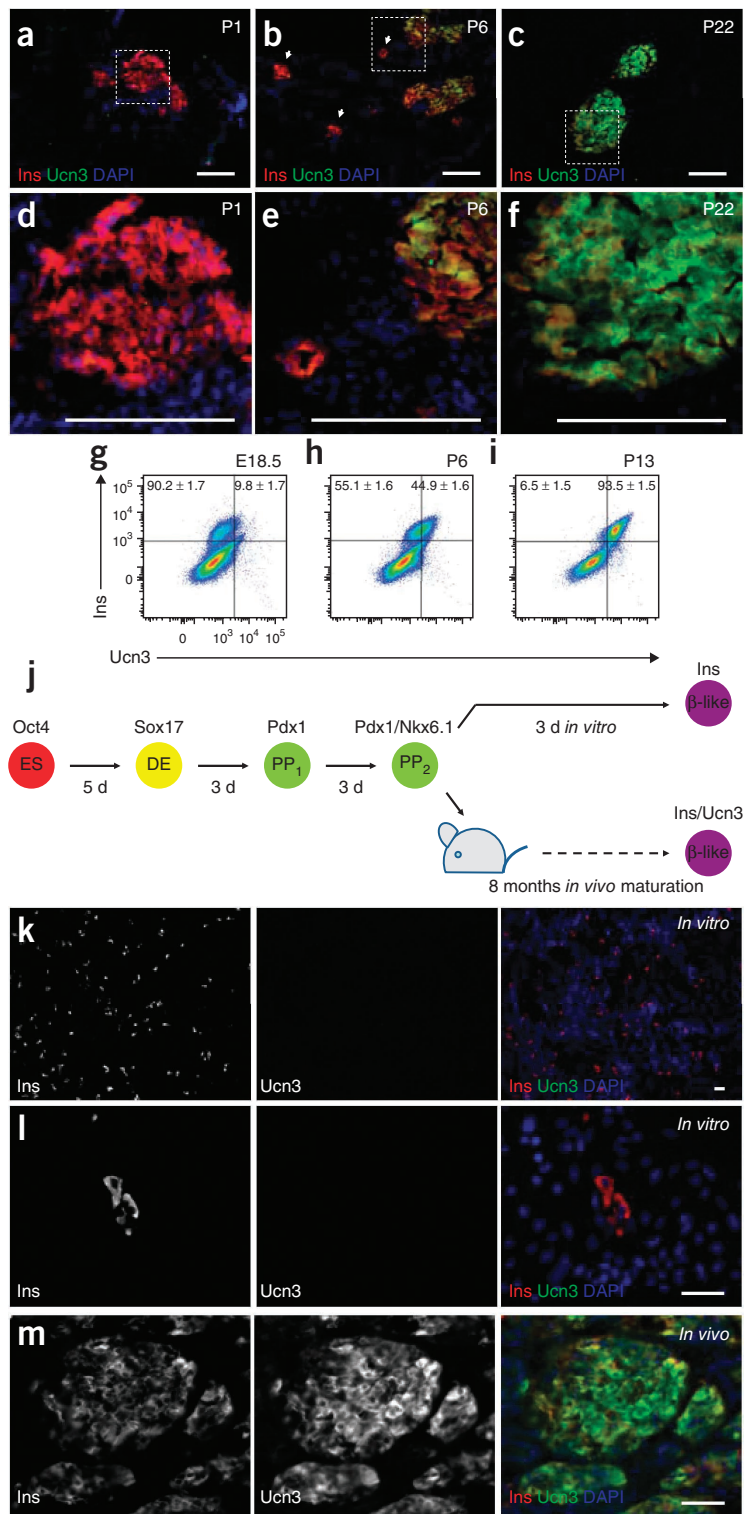 a P1 b P6 c P22
Ins Ucn3 DAPI Ins Ucn3 DAPI Ins Ucn3 DAPI
d P1 e P6 f P22
g E18.5 h P6 i P13
90.2 ± 1.7 9.8 ± 1.7 55.1 ± 1.6 44.9 ± 1.6 6.5 ± 1.5 93.5 ± 1.5
10⁵
10⁴
10³
0
Ins
0 10³ 10⁴ 10⁵
Ucn3
j Ins
β-like
Oct4 Sox17 Pdx1 Pdx1/Nkx6.1 3 d in vitro
ES DE PP₁ PP₂
5 d 3 d 3 d
Ins/Ucn3
β-like
8 months in vivo maturation
k In vitro
Ins Ucn3 Ins Ucn3 DAPI
l In vitro
Ins Ucn3 Ins Ucn3 DAPI
m In vivo
Ins Ucn3 Ins Ucn3 DAPI